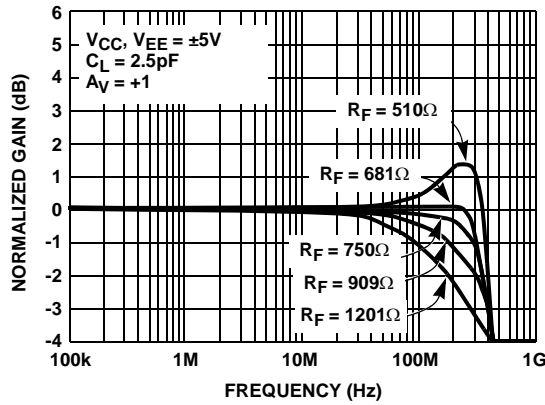 V_CC, V_EE = ±5V
C_L = 2.5pF
A_V = +1
R_F = 510Ω
R_F = 681Ω
R_F = 750Ω
R_F = 909Ω
R_F = 1201Ω
NORMALIZED GAIN (dB)
6
5
4
3
2
1
0
-1
-2
-3
-4
100k
1M
10M
100M
1G
FREQUENCY (Hz)